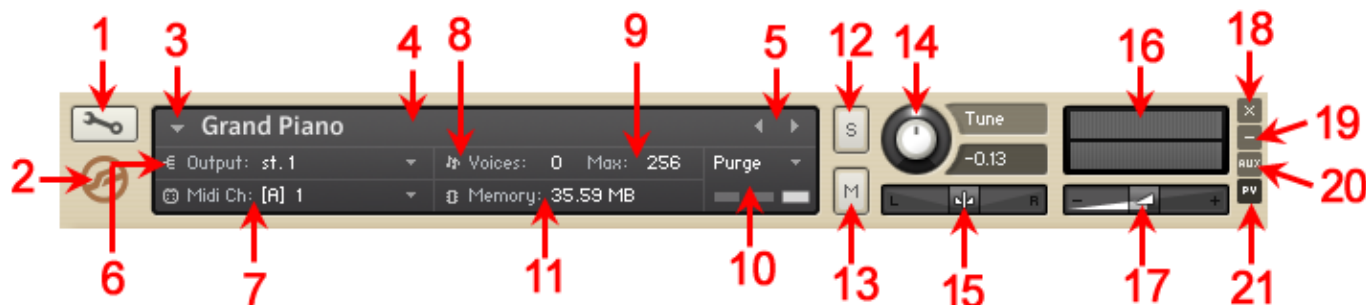 1 3 4 8 9 5 12 14 16 18
Grand Piano
S
Tune
×
−
19
2
Output: st. 1
Voices: 0 Max: 256
Purge
-0.13
AUX
20
Midi Ch: [A] 1
Memory: 35.59 MB
M
L R
− +
PV
6 7 11 10 13 15 17 21